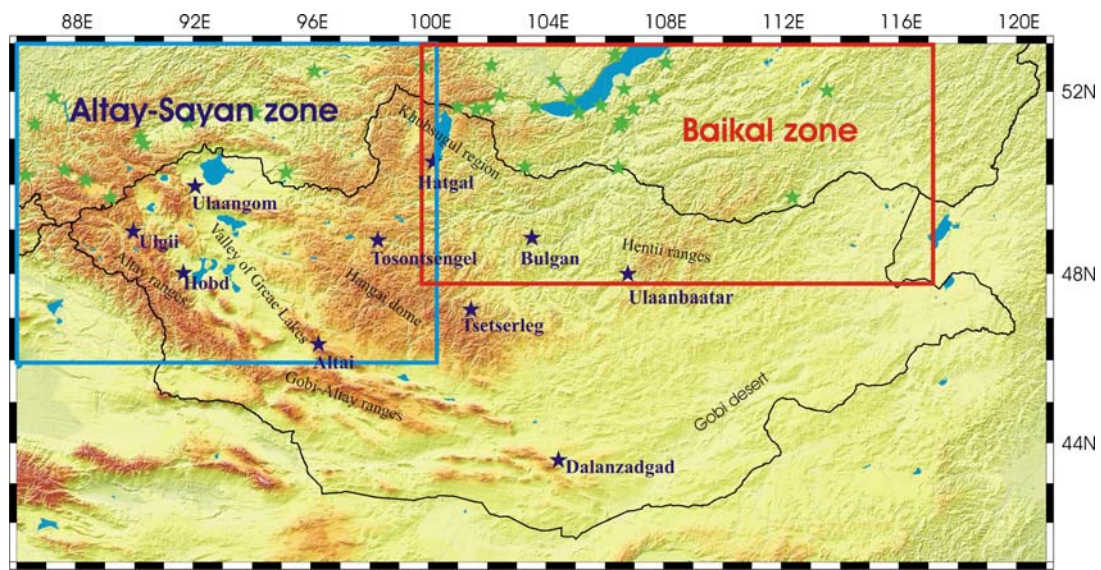 88E 92E 96E 100E 104E 108E 112E 116E 120E
Altay-Sayan zone
Baikal zone
52N
Khubsugul region
Hatgal
Ulaangom
Ulgii
Tosontsengel
Bulgan
Hentii ranges
Hobd
Altay ranges
Valley of Greae Lakes
Hangai dome
48N
Ulaanbaatar
Tsetserleg
Altai
Gobi-Altay ranges
Gobi desert
44N
Dalanzadgad